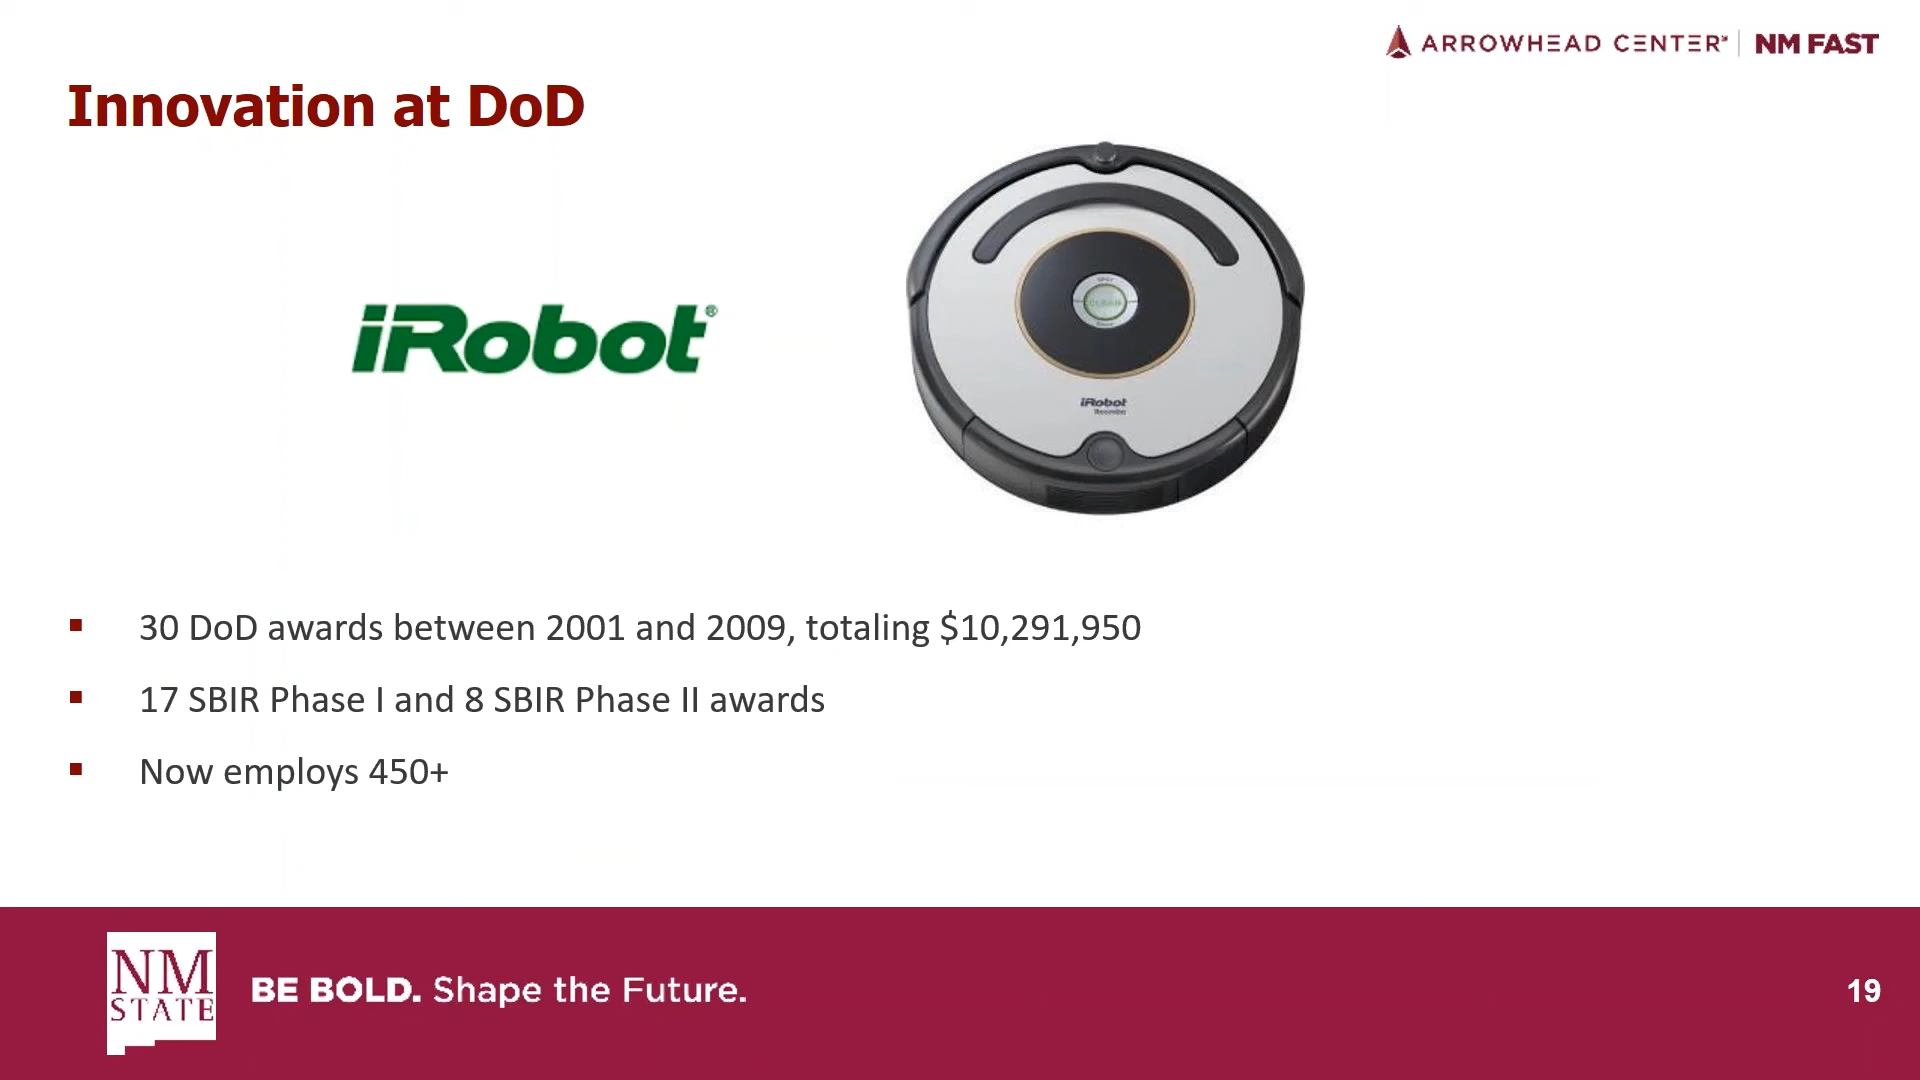 ARROWHEAD CENTER | NM FAST
Innovation at DoD
iRobot®
CLEAN
iRobot
Roomba
▪ 30 DoD awards between 2001 and 2009, totaling $10,291,950
▪ 17 SBIR Phase I and 8 SBIR Phase II awards
▪ Now employs 450+
NM
STATE
BE BOLD. Shape the Future.
19